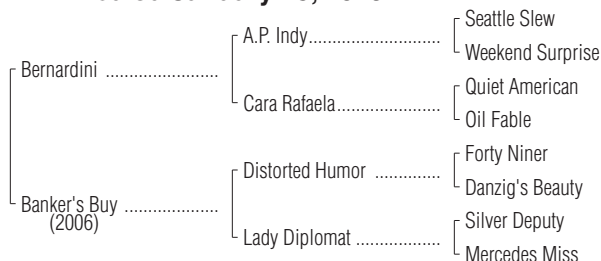 Seattle Slew
A.P. Indy
Weekend Surprise
Bernardini
Quiet American
Cara Rafaela
Oil Fable
Forty Niner
Distorted Humor
Danzig's Beauty
Banker's Buy
(2006)
Silver Deputy
Lady Diplomat
Mercedes Miss